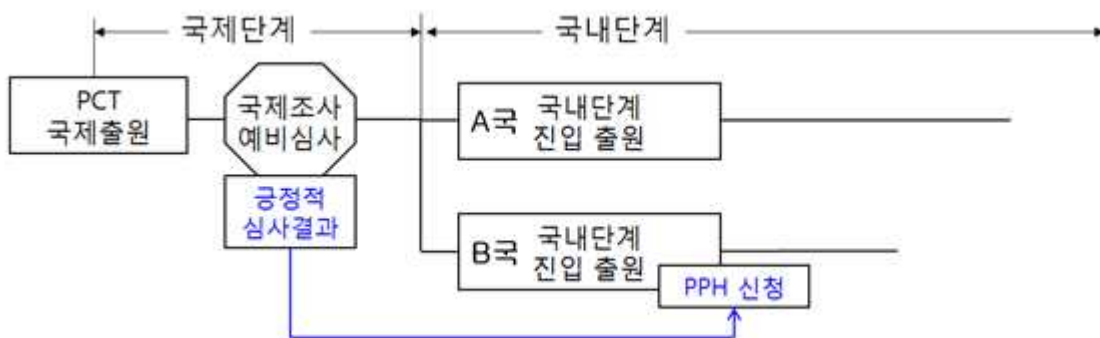 국제단계
국내단계
PCT
국제출원
국제조사
예비심사
긍정적
심사결과
A국
국내단계
진입 출원
B국
국내단계
진입 출원
PPH 신청